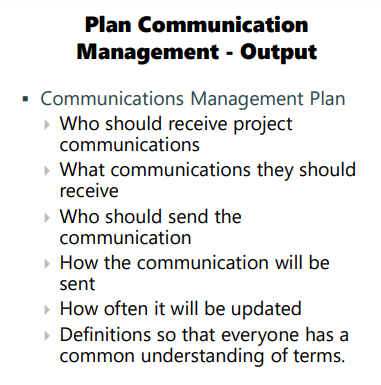 Plan Communication
Management - Output
▪ Communications Management Plan
Who should receive project
communications
What communications they should
receive
Who should send the
communication
How the communication will be
sent
How often it will be updated
Definitions so that everyone has a
common understanding of terms.